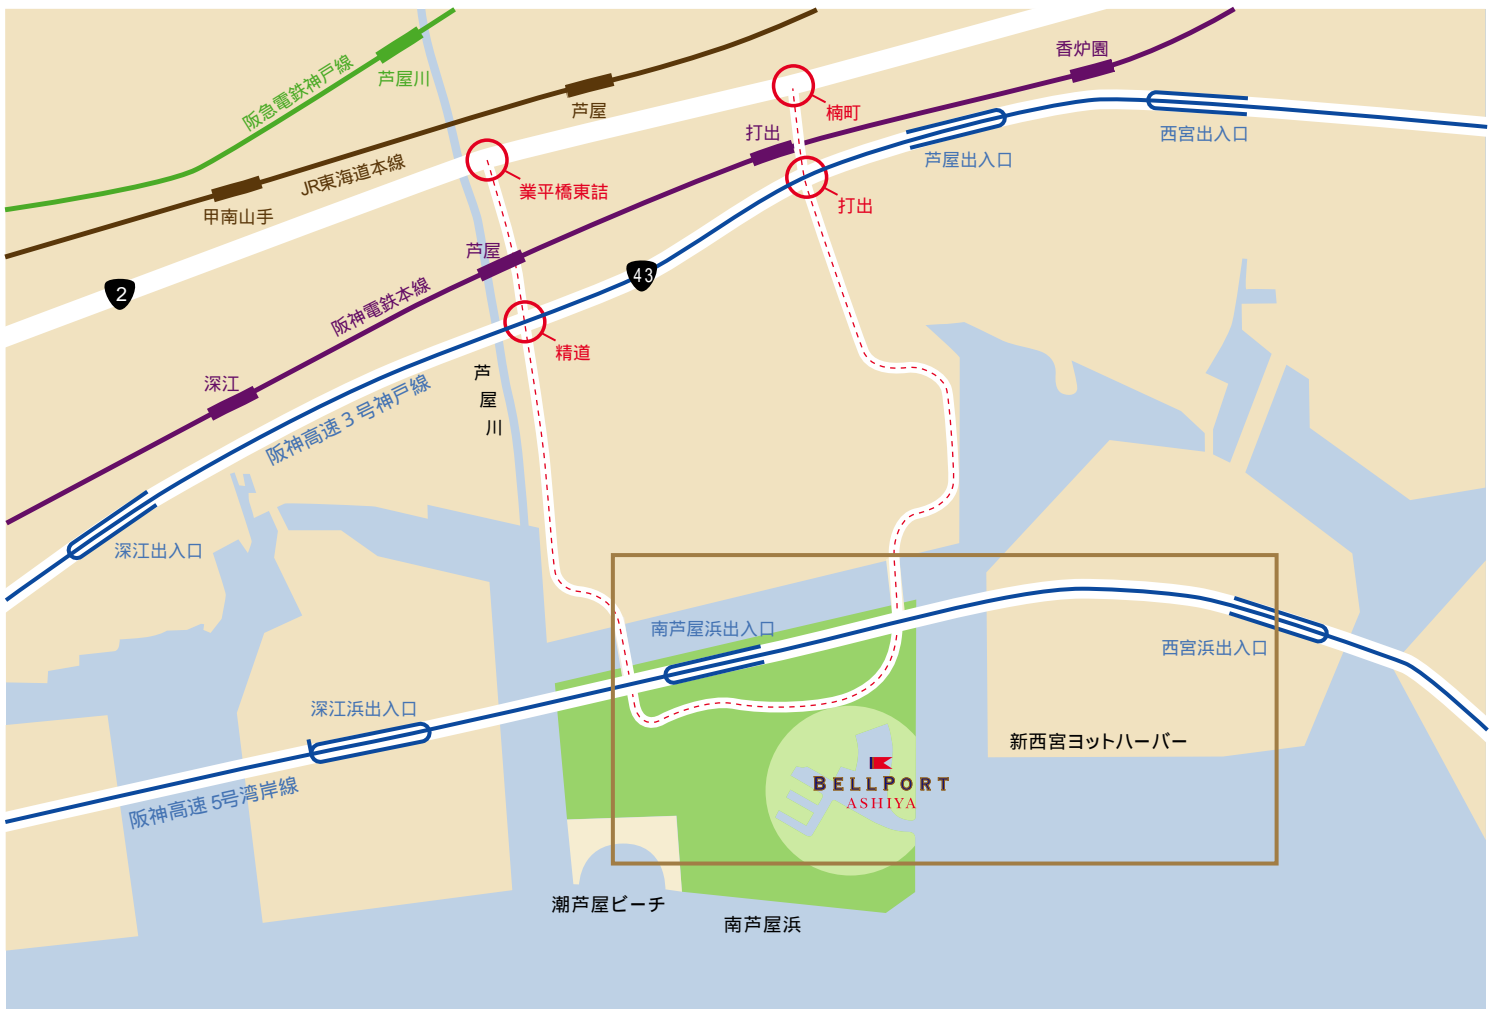 香炉園
阪急電鉄神戸線
芦屋川
芦屋
楠町
打出
西宮出入口
芦屋出入口
JR東海道本線
業平橋東詰
甲南山手
打出
芦屋
43
2
阪神電鉄本線
精道
芦屋川
深江
阪神高速3号神戸線
深江出入口
南芦屋浜出入口
西宮浜出入口
深江浜出入口
新西宮ヨットハーバー
BELLPORT
ASHIYA
阪神高速5号湾岸線
潮芦屋ビーチ
南芦屋浜